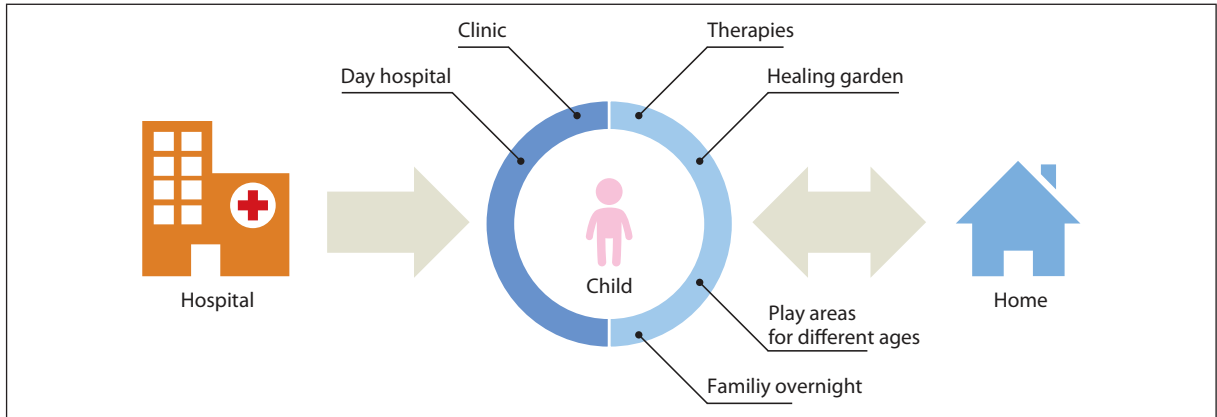 Clinic
Therapies
Day hospital
Healing garden
Hospital
Child
Home
Play areas
for different ages
Familiy overnight